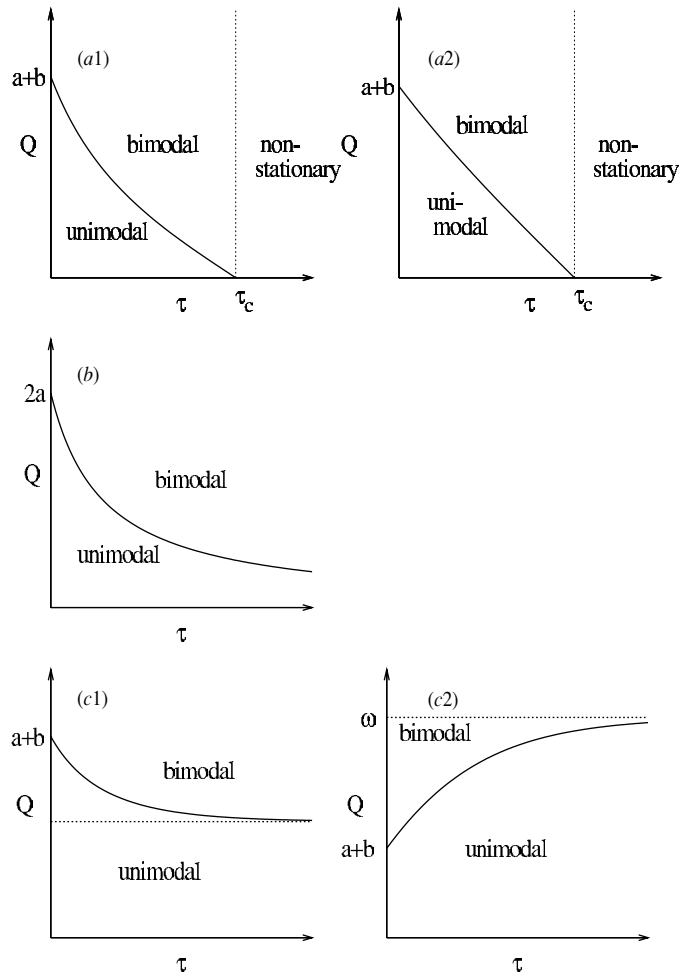 (a1)
a+b
Q
bimodal
non-
stationary
unimodal
τ
τc
(a2)
a+b
Q
bimodal
non-
stationary
uni-
modal
τ
τc
(b)
2a
Q
bimodal
unimodal
τ
(c1)
a+b
bimodal
Q
unimodal
τ
(c2)
ω
bimodal
Q
a+b
unimodal
τ